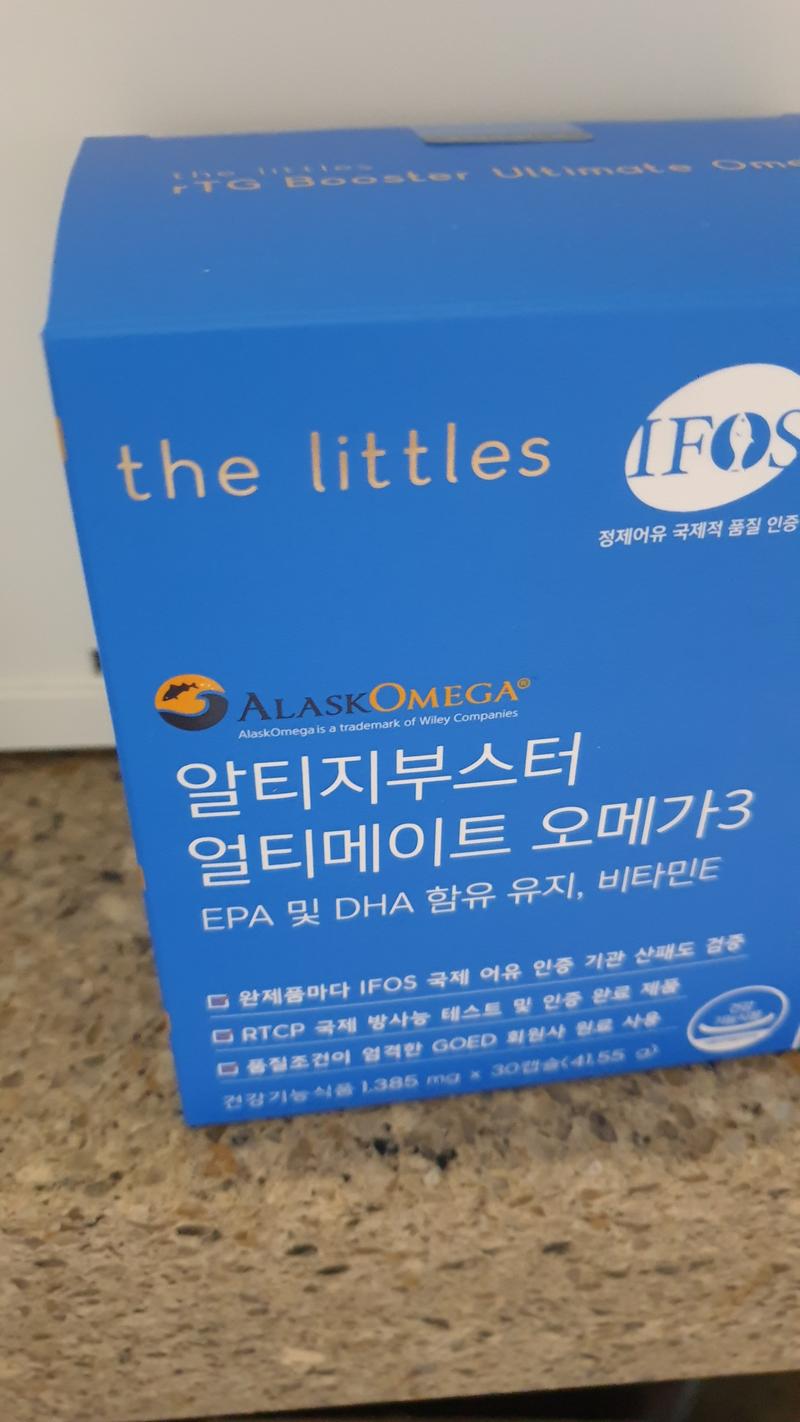 the littles
rTG Booster Ultimate Ome
the littles
IFOS
정제어유 국제적 품질 인증
ALASKOMEGA®
AlaskOmega is a trademark of Wiley Companies
알티지부스터
얼티메이트 오메가3
EPA 및 DHA 함유 유지, 비타민E
완제품마다 IFOS 국제 어유 인증 기관 산패도 검증
RTCP 국제 방사능 테스트 및 인증 완료 제품
품질조건이 엄격한 GOED 회원사 원료 사용
건강기능식품 1,385 mg x 30캡슐(41.55 g)
건강
기능식품